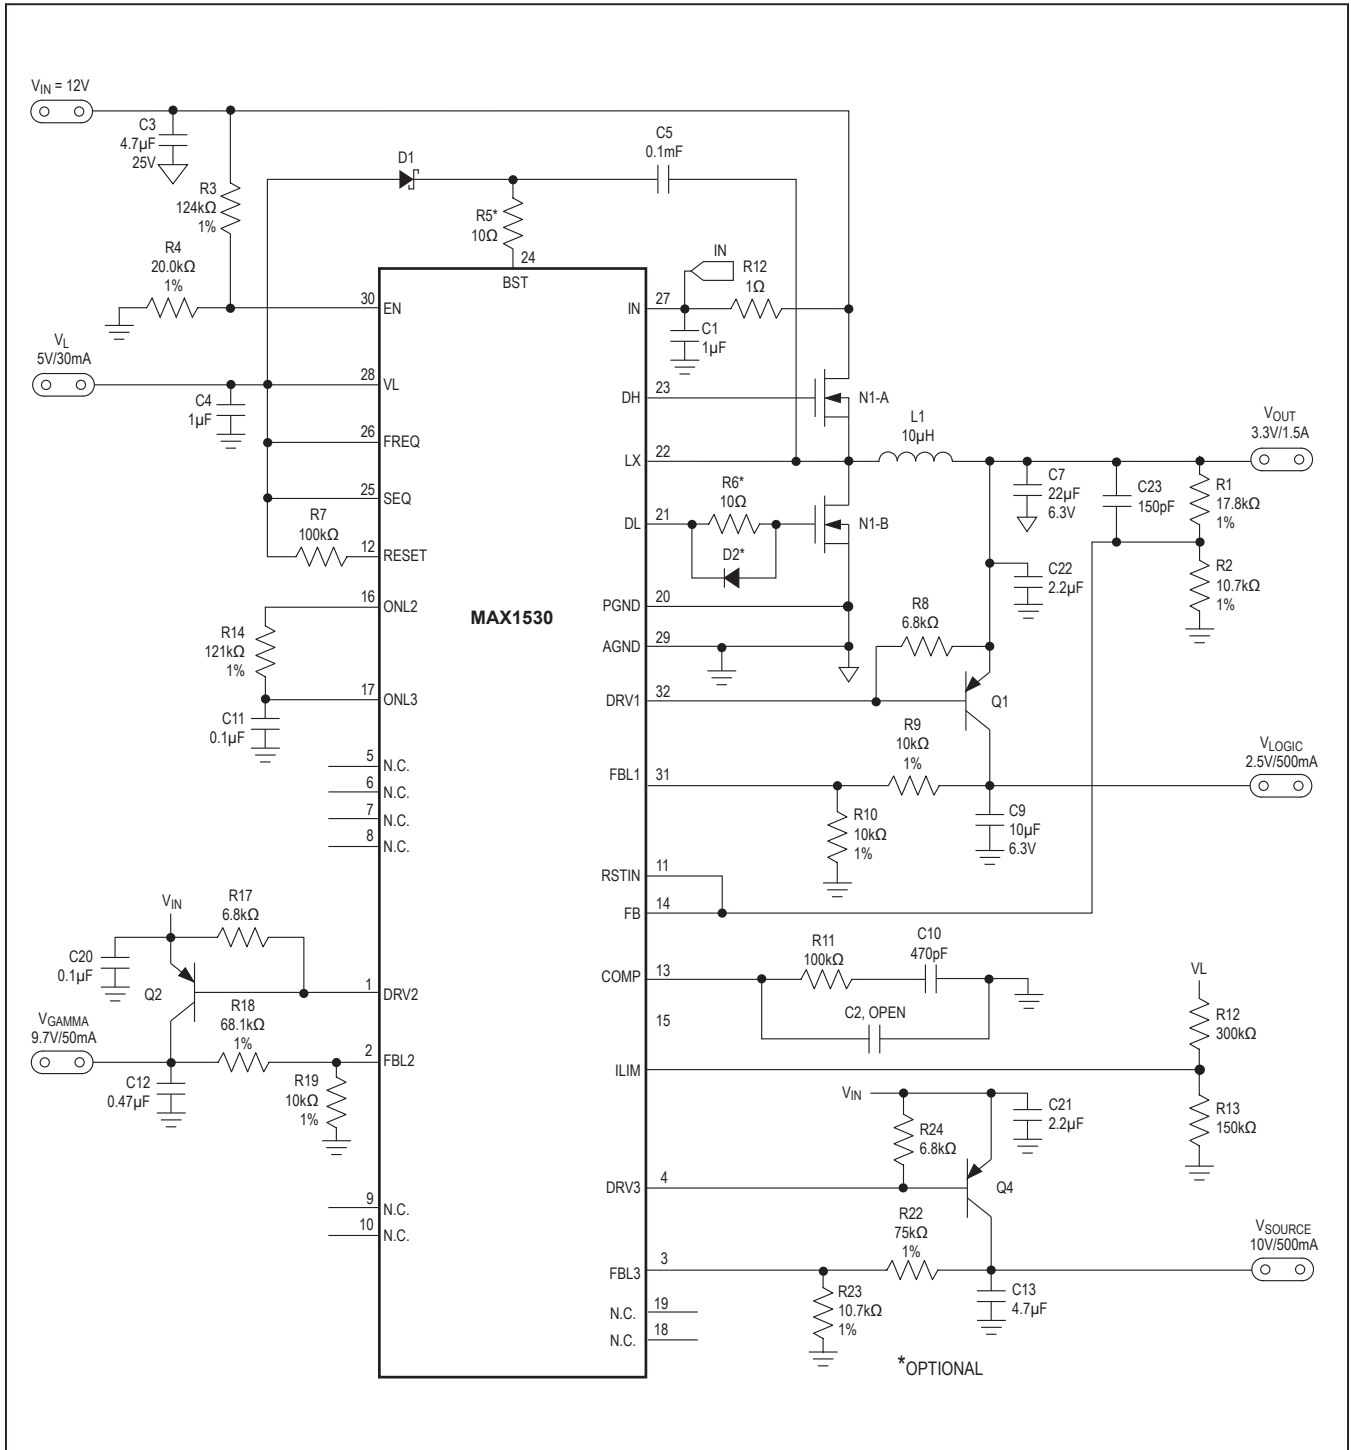 VIN = 12V
C3
4.7µF
25V
R3
124kΩ
1%
R4
20.0kΩ
1%
D1
C5
0.1mF
R5*
10Ω
24
BST
IN
R12
1Ω
C1
1µF
30
EN
27
IN
VL
5V/30mA
C4
1µF
28
VL
23
DH
N1-A
26
FREQ
22
LX
L1
10µH
VOUT
3.3V/1.5A
25
SEQ
R7
100kΩ
12
RESET
21
DL
R6*
10Ω
D2*
N1-B
C7
22µF
6.3V
C23
150pF
R1
17.8kΩ
1%
R2
10.7kΩ
1%
C22
2.2µF
16
ONL2
MAX1530
20
PGND
29
AGND
R8
6.8kΩ
R14
121kΩ
1%
17
ONL3
C11
0.1µF
32
DRV1
Q1
5
N.C.
6
N.C.
7
N.C.
8
N.C.
31
FBL1
R9
10kΩ
1%
R10
10kΩ
1%
C9
10µF
6.3V
VLOGIC
2.5V/500mA
11
RSTIN
14
FB
VIN
R17
6.8kΩ
C20
0.1µF
Q2
1
DRV2
VGAMMA
9.7V/50mA
R18
68.1kΩ
1%
2
FBL2
C12
0.47µF
R19
10kΩ
1%
13
COMP
R11
100kΩ
C10
470pF
C2, OPEN
15
ILIM
VL
R12
300kΩ
R13
150kΩ
VIN
R24
6.8kΩ
C21
2.2µF
4
DRV3
Q4
9
N.C.
10
N.C.
3
FBL3
R22
75kΩ
1%
R23
10.7kΩ
1%
C13
4.7µF
VSOURCE
10V/500mA
19
N.C.
18
N.C.
*OPTIONAL